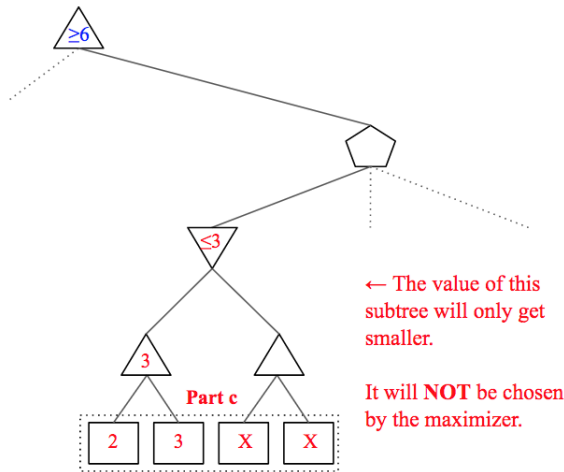 ≥6
≤3
← The value of this
subtree will only get
smaller.
It will NOT be chosen
by the maximizer.
3
Part c
2 3 X X